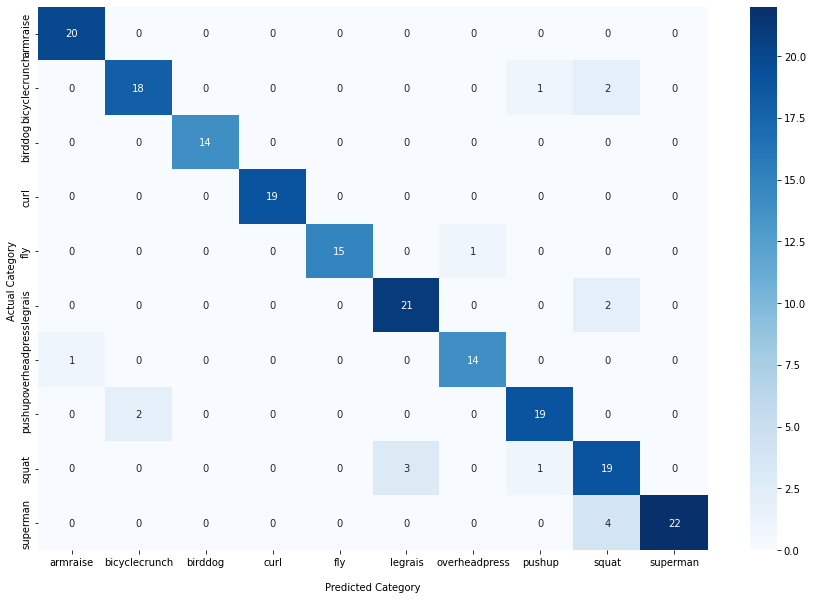 Actual Category
armraise
20 0 0 0 0 0 0 0 0 0
bicyclecrunch
0 18 0 0 0 0 0 1 2 0
birddog
0 0 14 0 0 0 0 0 0 0
curl
0 0 0 19 0 0 0 0 0 0
fly
0 0 0 0 15 0 1 0 0 0
legrais
0 0 0 0 0 21 0 0 2 0
overheadpress
1 0 0 0 0 0 14 0 0 0
pushup
0 2 0 0 0 0 0 19 0 0
squat
0 0 0 0 0 3 0 1 19 0
superman
0 0 0 0 0 0 0 0 4 22
armraise bicyclecrunch birddog curl fly legrais overheadpress pushup squat superman
Predicted Category
20.0
17.5
15.0
12.5
10.0
7.5
5.0
2.5
0.0